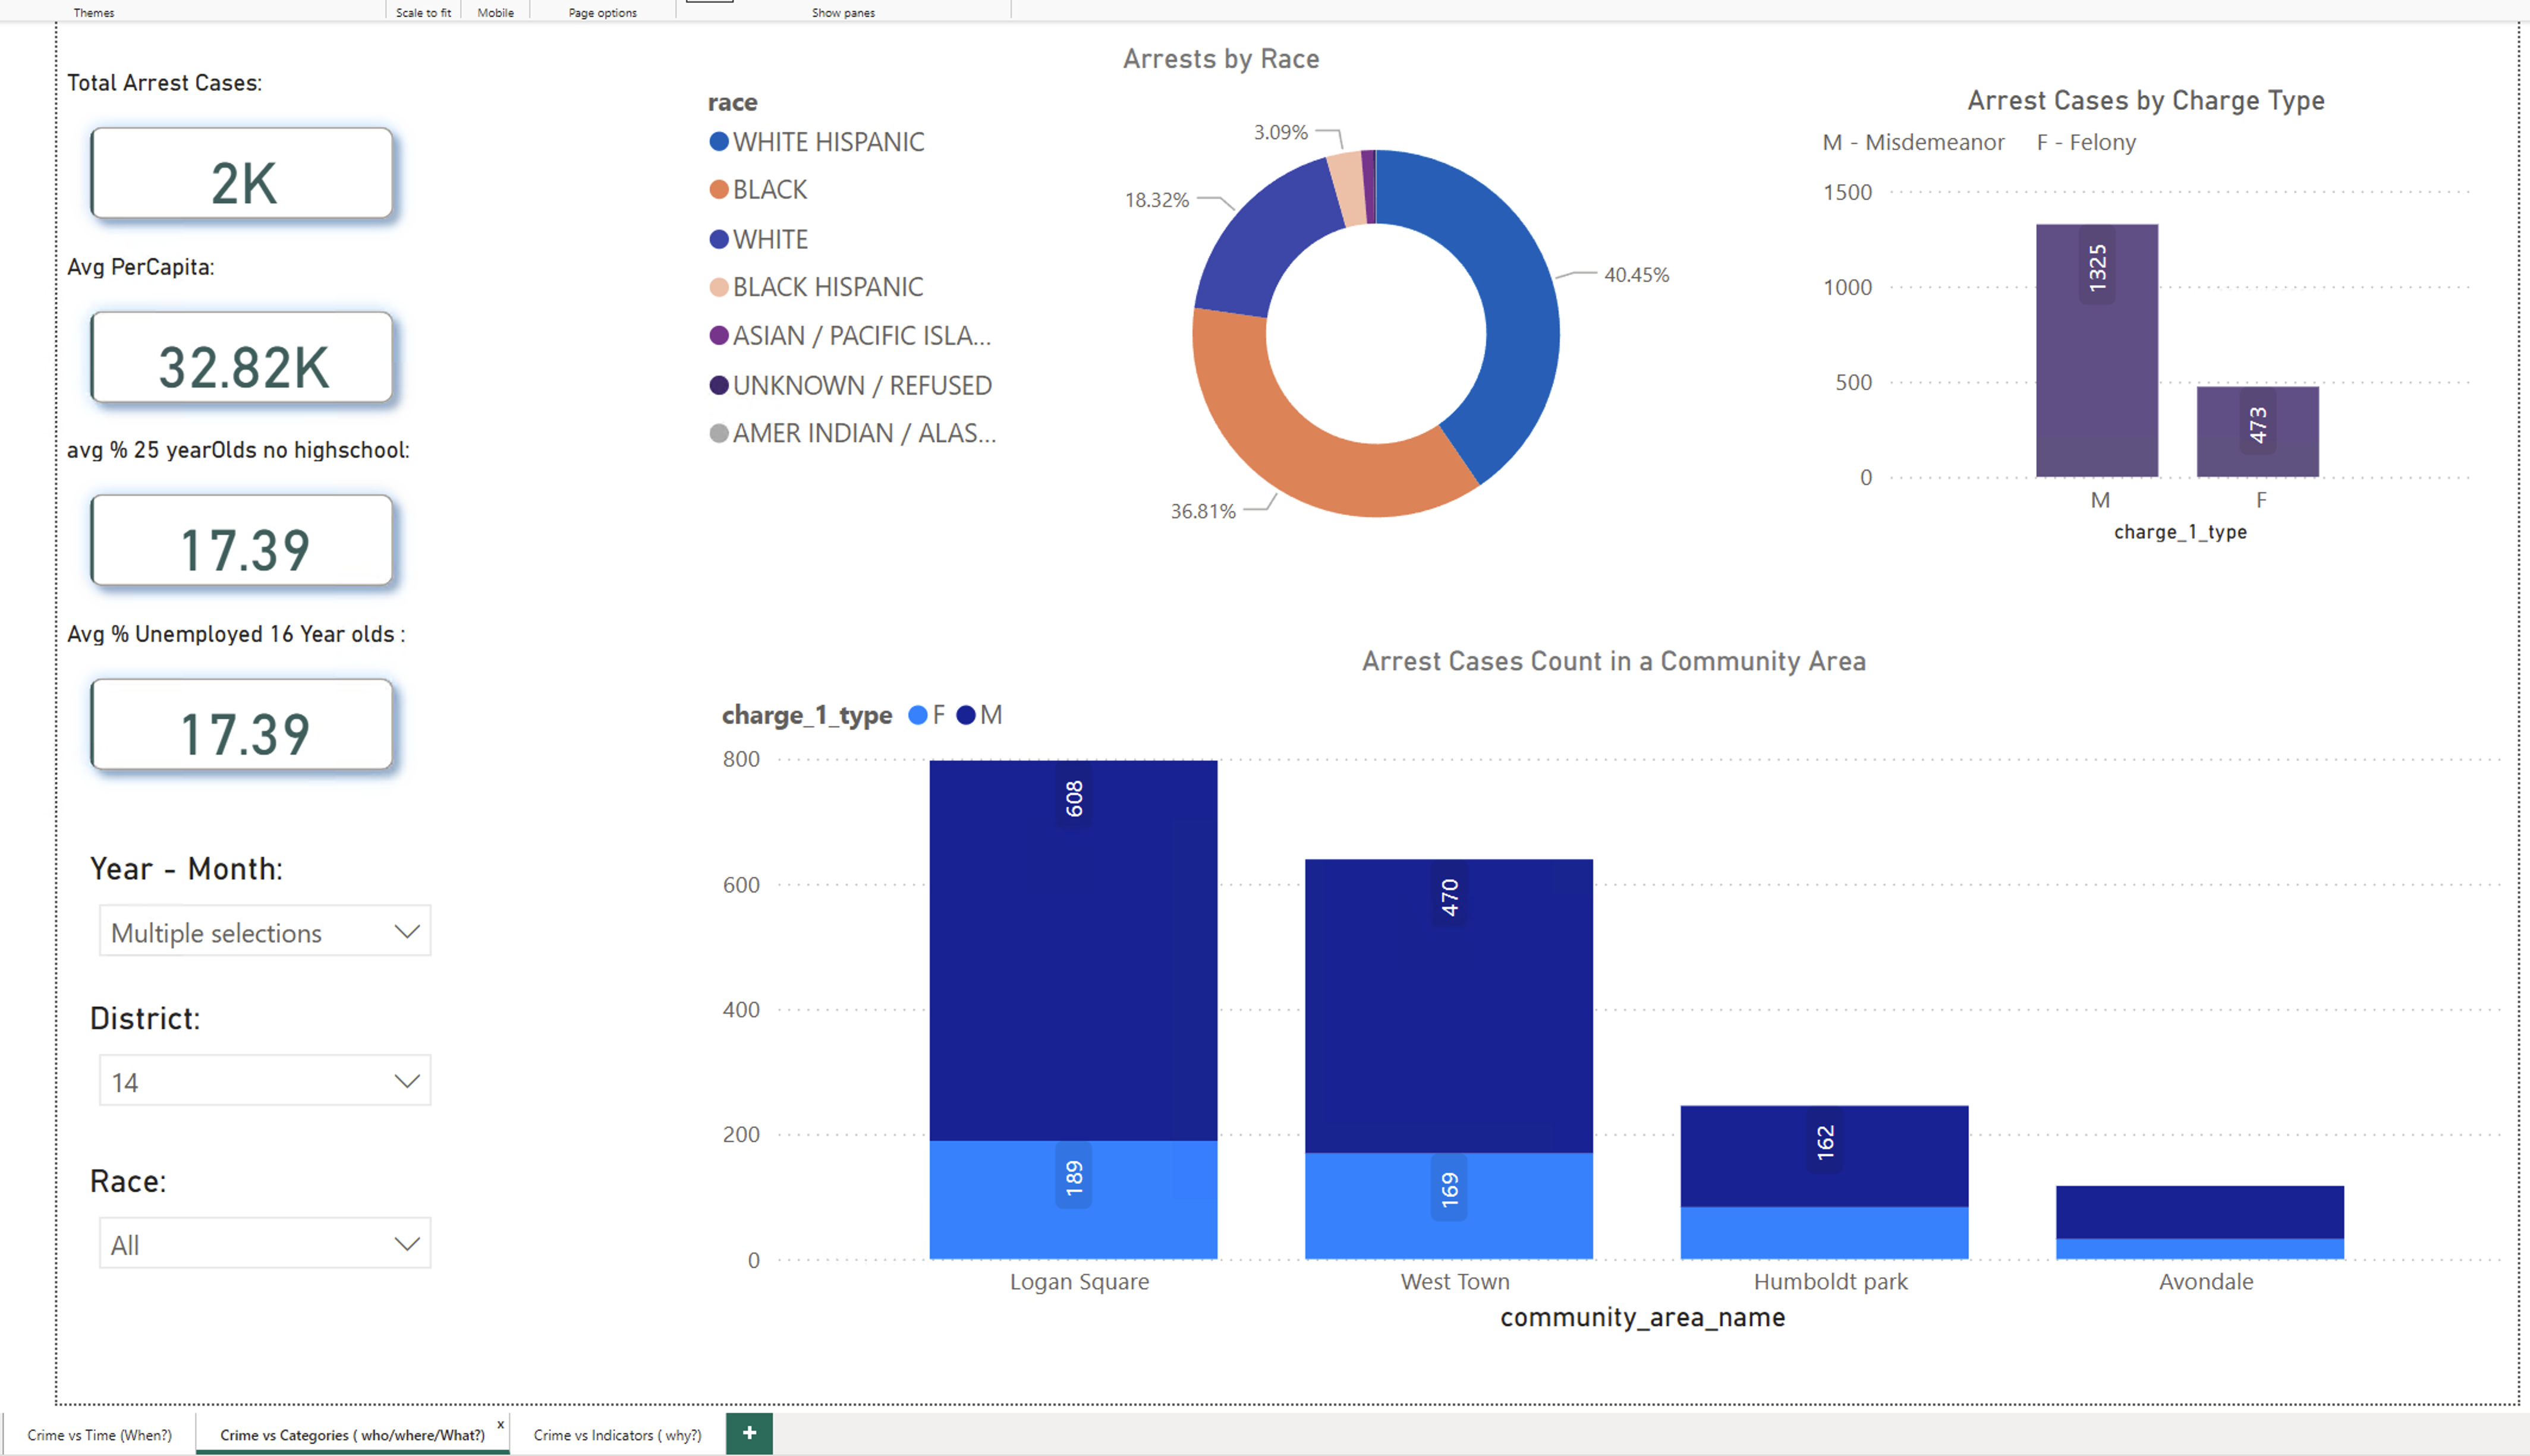 Themes
Scale to fit
Mobile
Page options
Show panes
Total Arrest Cases:
2K
Avg PerCapita:
32.82K
avg % 25 yearOlds no highschool:
17.39
Avg % Unemployed 16 Year olds :
17.39
Year - Month:
Multiple selections
District:
14
Race:
All
Arrests by Race
race
WHITE HISPANIC
BLACK
WHITE
BLACK HISPANIC
ASIAN / PACIFIC ISLA...
UNKNOWN / REFUSED
AMER INDIAN / ALAS...
3.09%
18.32%
40.45%
36.81%
Arrest Cases by Charge Type
M - Misdemeanor F - Felony
1500
1000
500
0
1325
473
M
F
charge_1_type
Arrest Cases Count in a Community Area
charge_1_type F M
800
600
400
200
0
608
189
470
169
162
Logan Square
West Town
Humboldt park
Avondale
community_area_name
Crime vs Time (When?)
Crime vs Categories ( who/where/What?)
x
Crime vs Indicators ( why?)
+